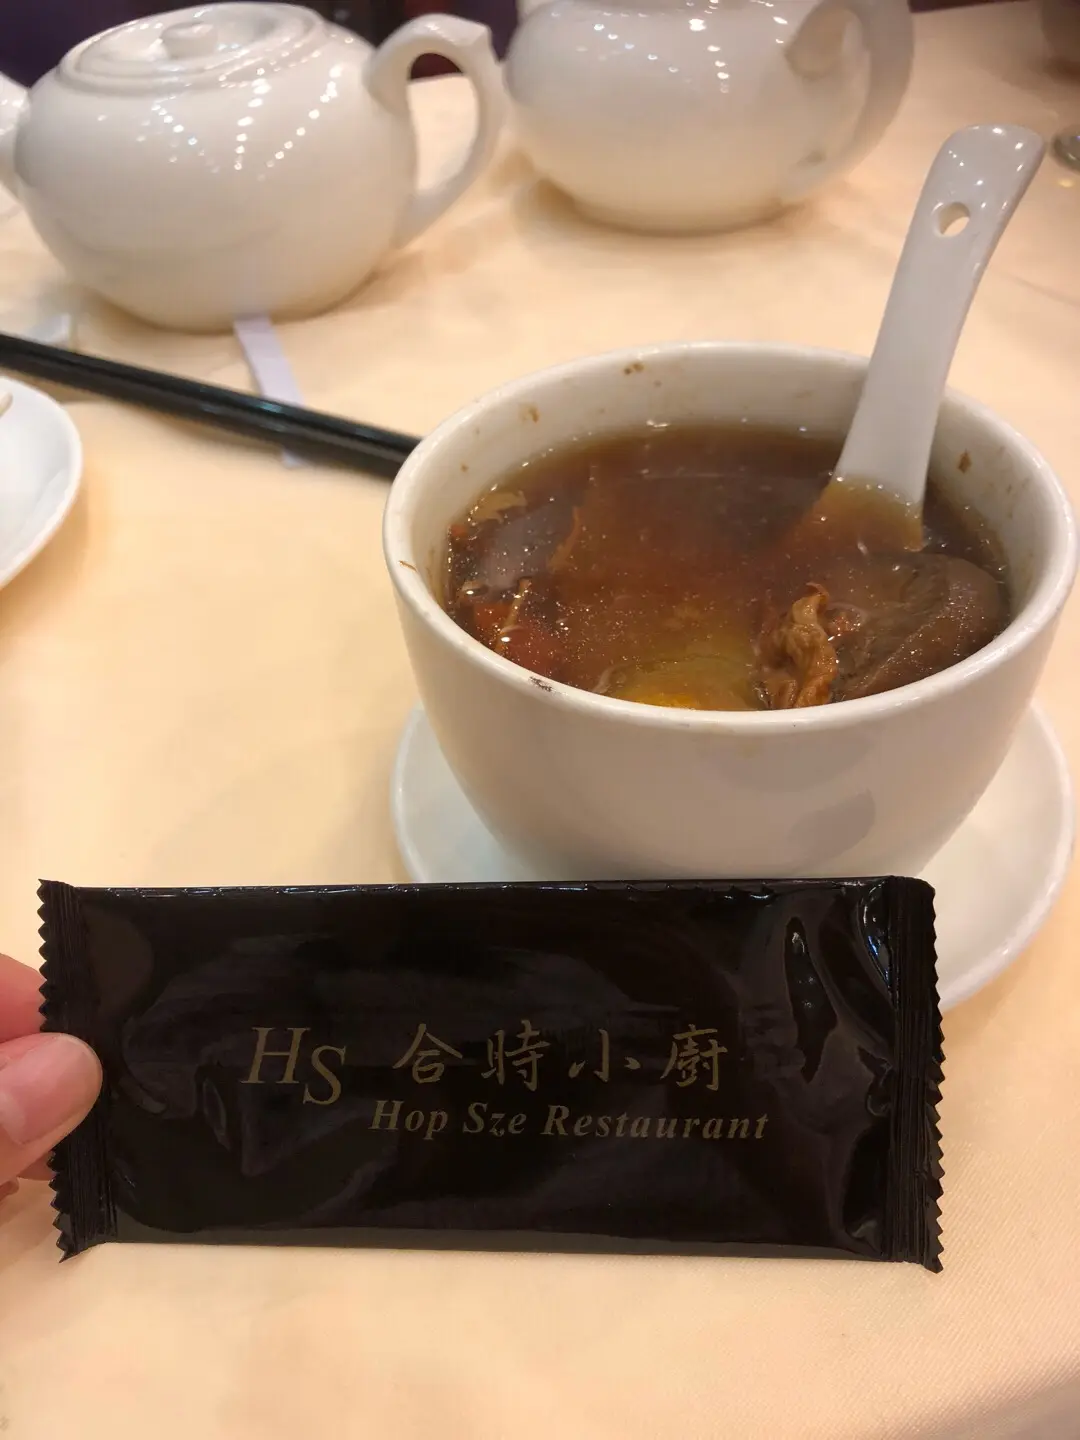 HS 合時小廚
Hop Sze Restaurant